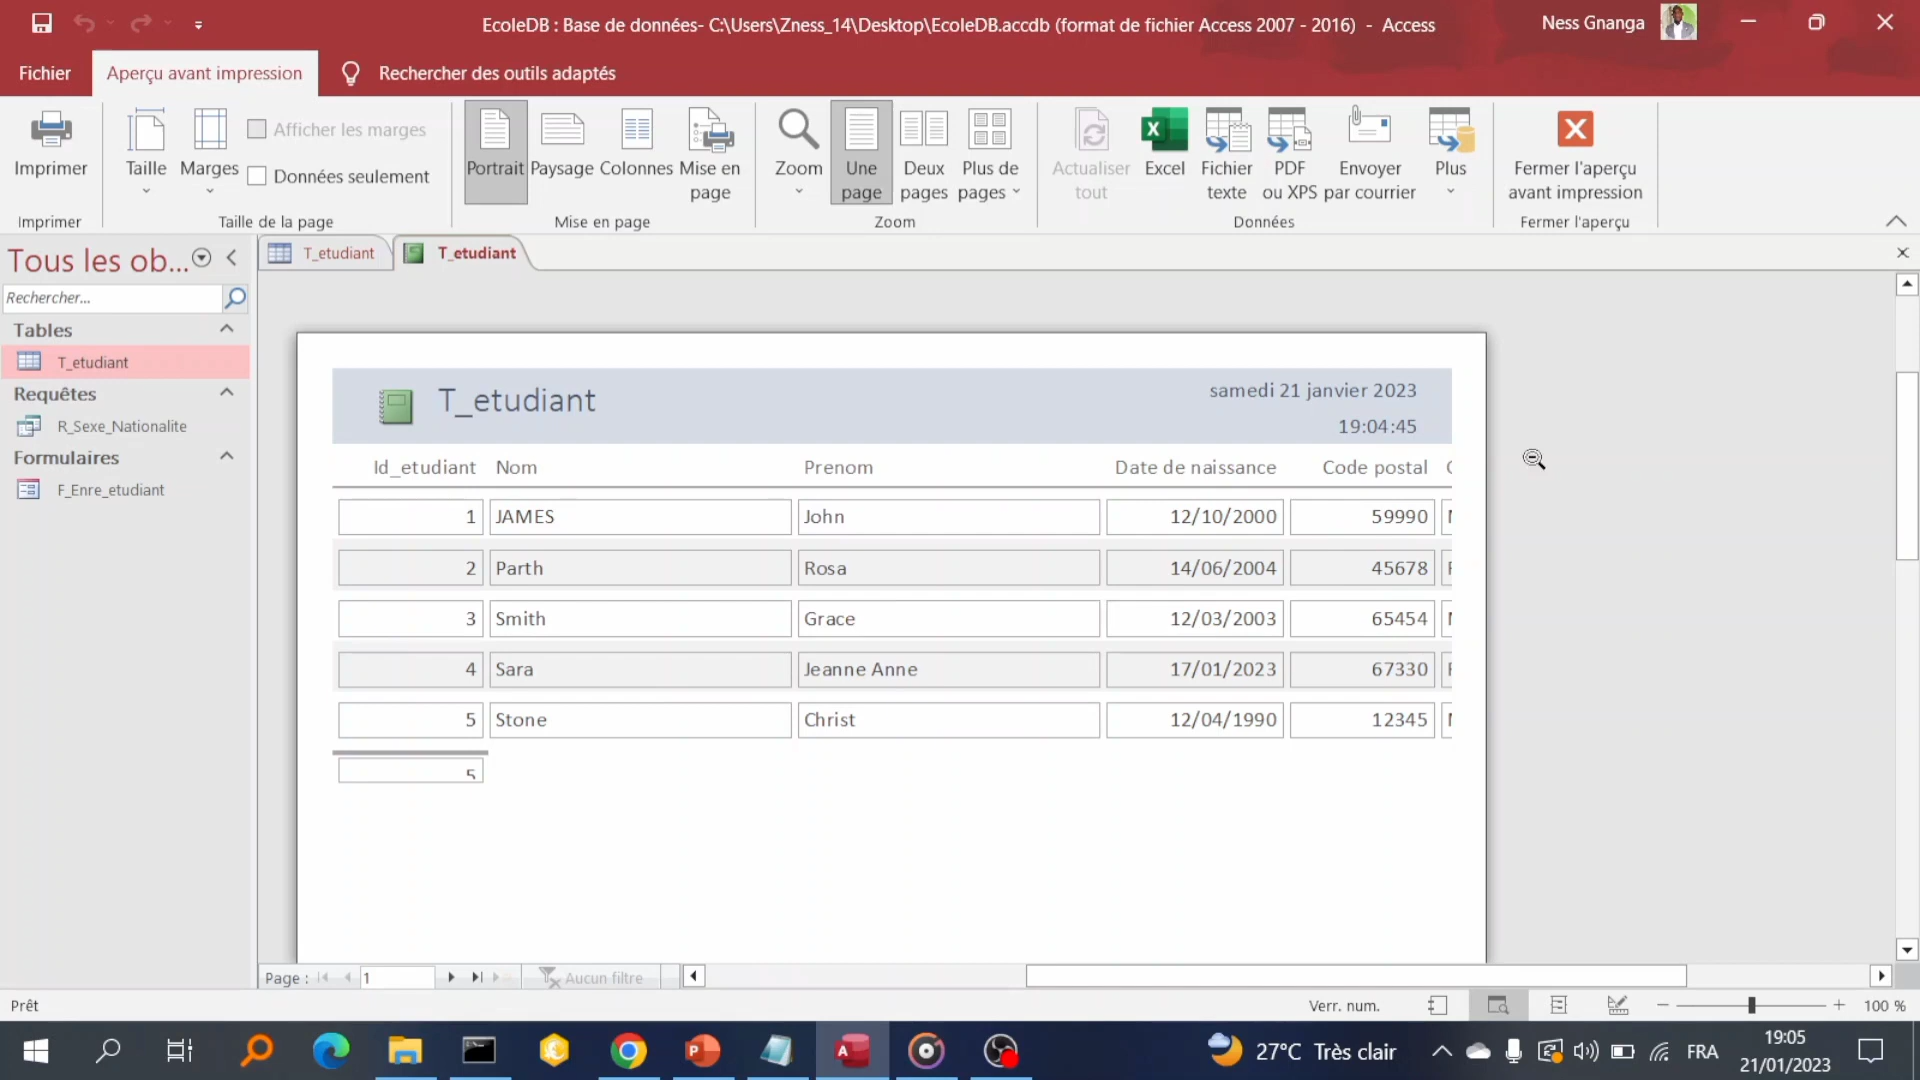 EcoleDB : Base de données- C:\Users\Zness_14\Desktop\EcoleDB.accdb (format de fichier Access 2007 - 2016)  -  Access
Ness Gnanga
Fichier
Aperçu avant impression
Rechercher des outils adaptés
Imprimer
Taille
Marges
Afficher les marges
Données seulement
Portrait
Paysage
Colonnes
Mise en page
Zoom
Une page
Deux pages
Plus de pages
Actualiser tout
Excel
Fichier texte
PDF ou XPS
Envoyer par courrier
Plus
Fermer l'aperçu avant impression
Imprimer
Taille de la page
Mise en page
Zoom
Données
Fermer l'aperçu
Tous les ob...
Rechercher...
Tables
T_etudiant
Requêtes
R_Sexe_Nationalite
Formulaires
F_Enre_etudiant
T_etudiant
T_etudiant
T_etudiant
samedi 21 janvier 2023
19:04:45
Id_etudiant Nom Prenom Date de naissance Code postal
1 JAMES John 12/10/2000 59990
2 Parth Rosa 14/06/2004 45678
3 Smith Grace 12/03/2003 65454
4 Sara Jeanne Anne 17/01/2023 67330
5 Stone Christ 12/04/1990 12345
5
Page : 1 Aucun filtre
Prêt
Verr. num.
100 %
27°C Très clair
FRA
19:05
21/01/2023